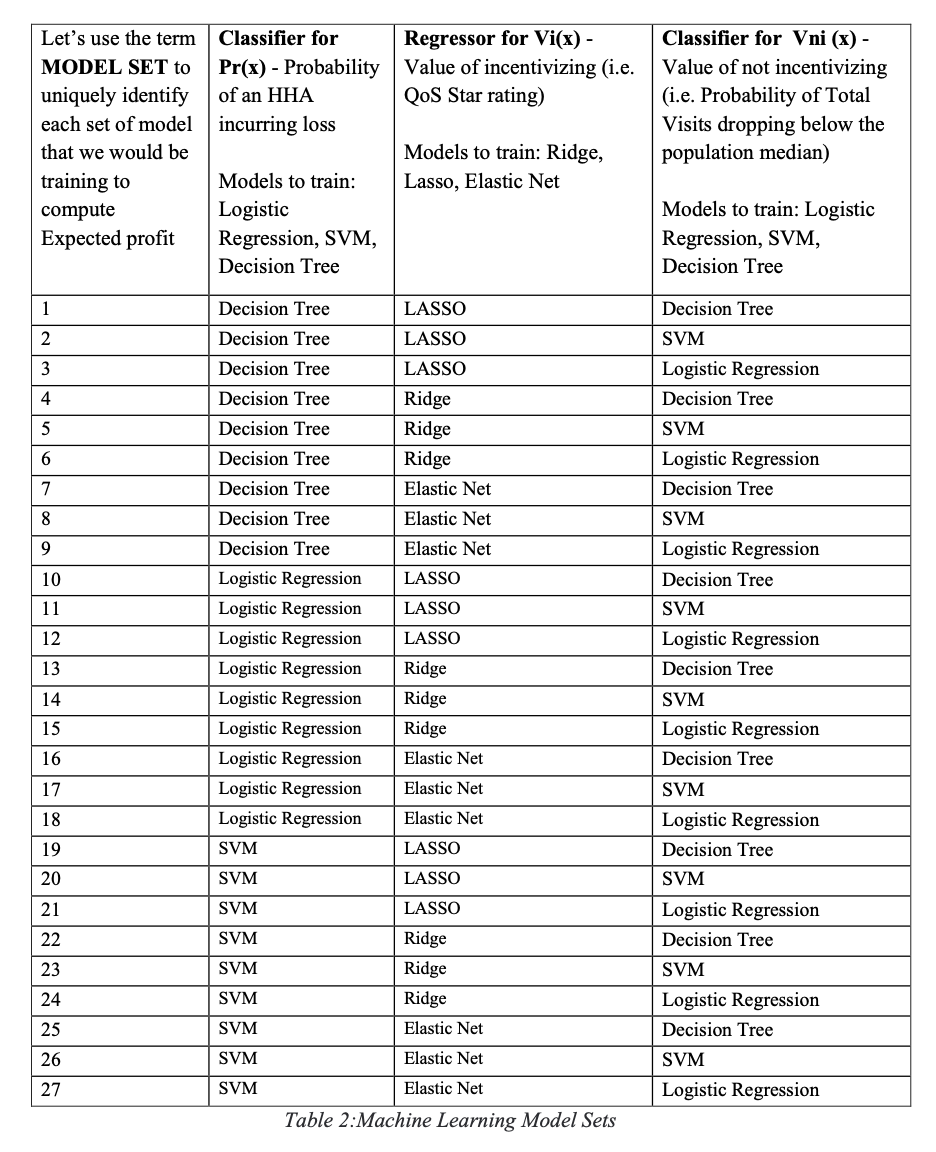 Let’s use the term
MODEL SET to
uniquely identify
each set of model
that we would be
training to
compute
Expected profit
Classifier for
Pr(x) - Probability
of an HHA
incurring loss
Models to train:
Logistic
Regression, SVM,
Decision Tree
Regressor for Vi(x) -
Value of incentivizing (i.e.
QoS Star rating)
Models to train: Ridge,
Lasso, Elastic Net
Classifier for  Vni (x) -
Value of not incentivizing
(i.e. Probability of Total
Visits dropping below the
population median)
Models to train: Logistic
Regression, SVM,
Decision Tree
1 Decision Tree LASSO Decision Tree
2 Decision Tree LASSO SVM
3 Decision Tree LASSO Logistic Regression
4 Decision Tree Ridge Decision Tree
5 Decision Tree Ridge SVM
6 Decision Tree Ridge Logistic Regression
7 Decision Tree Elastic Net Decision Tree
8 Decision Tree Elastic Net SVM
9 Decision Tree Elastic Net Logistic Regression
10 Logistic Regression LASSO Decision Tree
11 Logistic Regression LASSO SVM
12 Logistic Regression LASSO Logistic Regression
13 Logistic Regression Ridge Decision Tree
14 Logistic Regression Ridge SVM
15 Logistic Regression Ridge Logistic Regression
16 Logistic Regression Elastic Net Decision Tree
17 Logistic Regression Elastic Net SVM
18 Logistic Regression Elastic Net Logistic Regression
19 SVM LASSO Decision Tree
20 SVM LASSO SVM
21 SVM LASSO Logistic Regression
22 SVM Ridge Decision Tree
23 SVM Ridge SVM
24 SVM Ridge Logistic Regression
25 SVM Elastic Net Decision Tree
26 SVM Elastic Net SVM
27 SVM Elastic Net Logistic Regression
Table 2:Machine Learning Model Sets